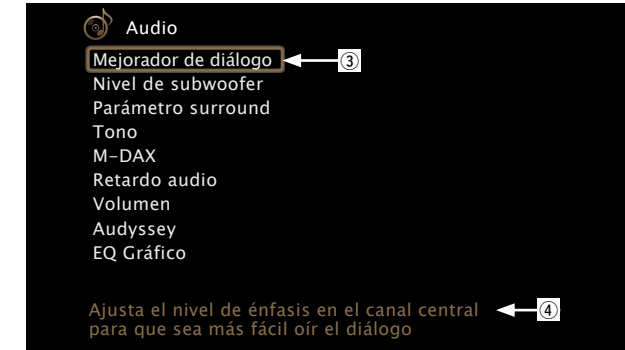 Audio
Mejorador de diálogo ③
Nivel de subwoofer
Parámetro surround
Tono
M-DAX
Retardo audio
Volumen
Audyssey
EQ Gráfico
Ajusta el nivel de énfasis en el canal central ④
para que sea más fácil oír el diálogo